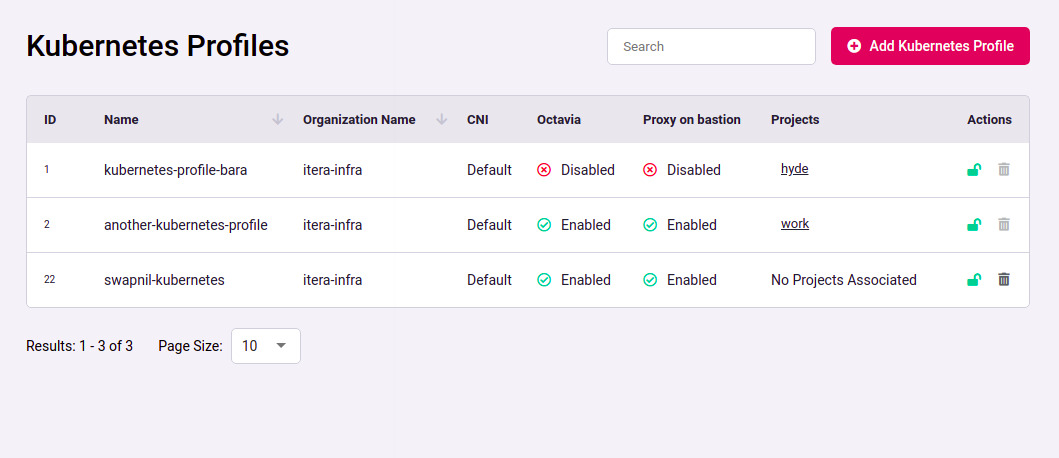 Kubernetes Profiles
Search
Add Kubernetes Profile
ID Name Organization Name CNI Octavia Proxy on bastion Projects Actions
1 kubernetes-profile-bara itera-infra Default Disabled Disabled hyde
2 another-kubernetes-profile itera-infra Default Enabled Enabled work
22 swapnil-kubernetes itera-infra Default Enabled Enabled No Projects Associated
Results: 1 - 3 of 3 Page Size: 10